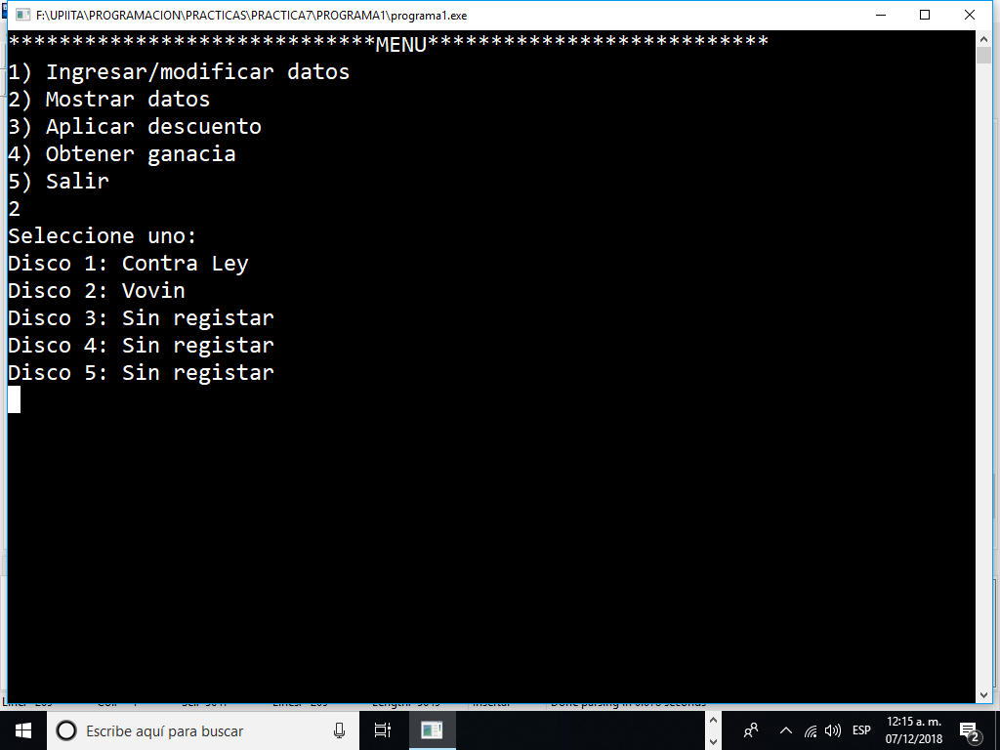 F:\UPIITA\PROGRAMACION\PRACTICAS\PRACTICA7\PROGRAMA1\programa1.exe
*****************************MENU***************************
1) Ingresar/modificar datos
2) Mostrar datos
3) Aplicar descuento
4) Obtener ganacia
5) Salir
2
Seleccione uno:
Disco 1: Contra Ley
Disco 2: Vovin
Disco 3: Sin registar
Disco 4: Sin registar
Disco 5: Sin registar
Escribe aquí para buscar
ESP
12:15 a. m.
07/12/2018
2